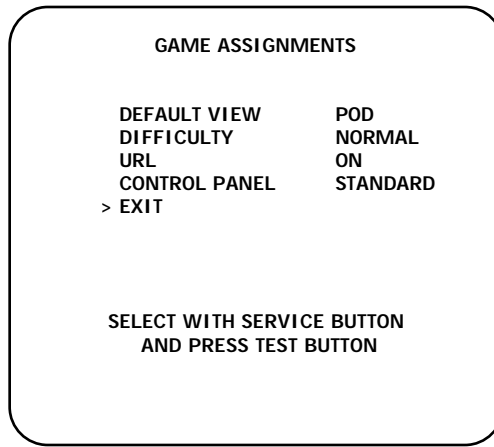 GAME ASSIGNMENTS
DEFAULT VIEW POD
DIFFICULTY NORMAL
URL ON
CONTROL PANEL STANDARD
> EXIT
SELECT WITH SERVICE BUTTON
AND PRESS TEST BUTTON